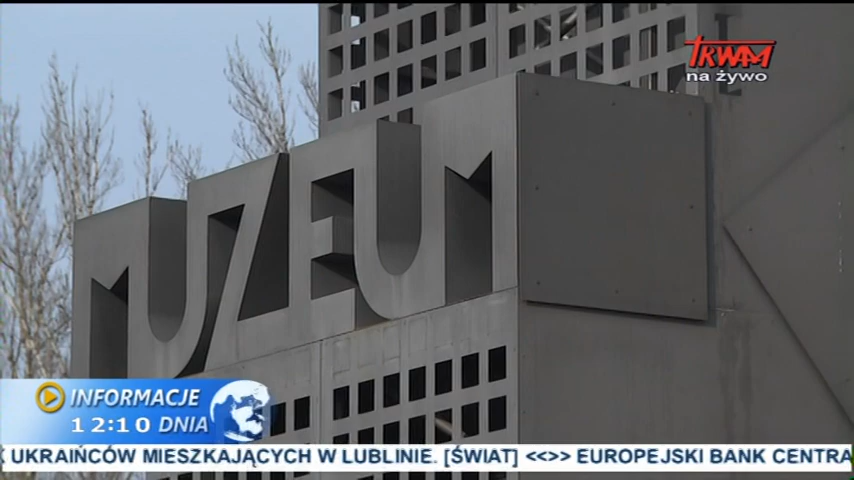 TRWAM
na żywo
MUZEUM
INFORMACJE
12:10 DNIA
UKRAIŃCÓW MIESZKAJĄCYCH W LUBLINIE. [ŚWIAT] <<>> EUROPEJSKI BANK CENTRA